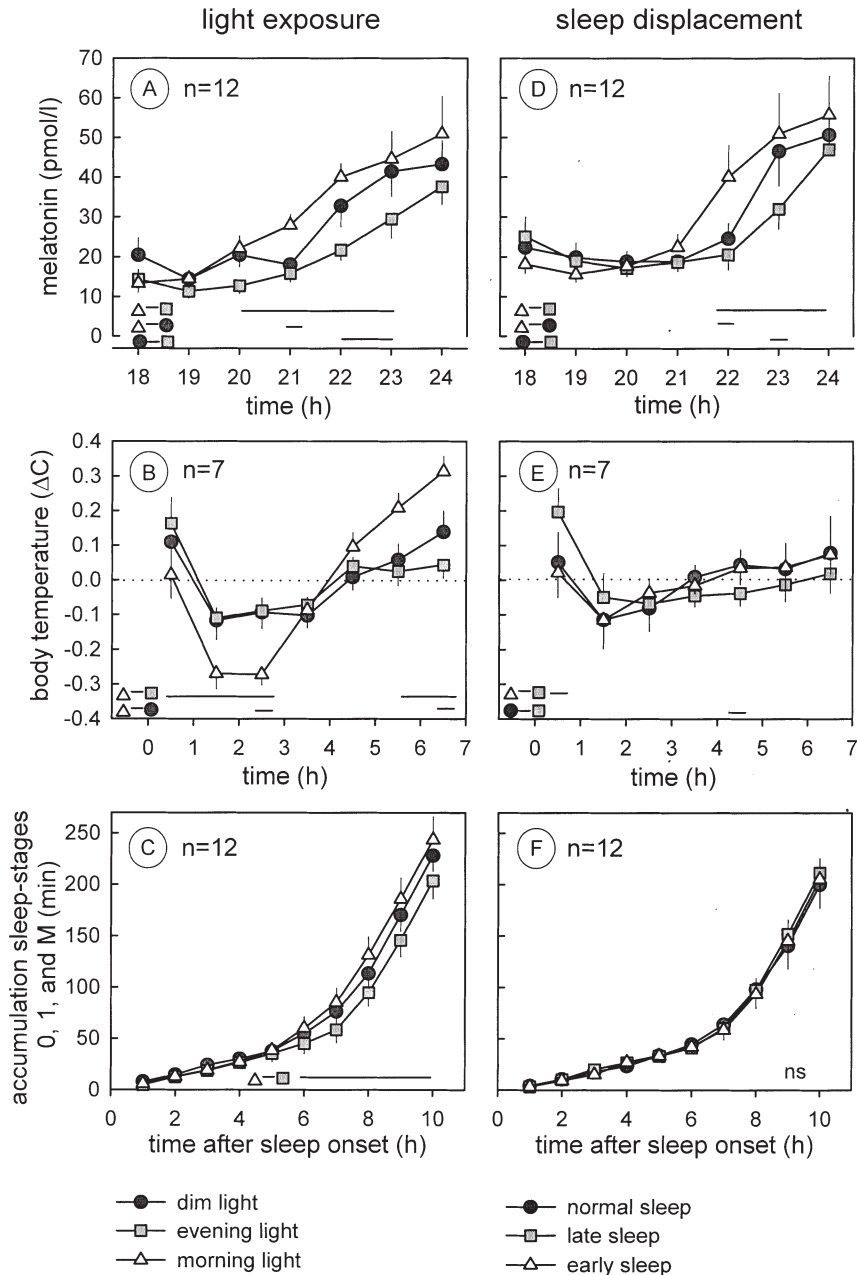 light exposure
sleep displacement
A n=12
D n=12
melatonin (pmol/l)
70
60
50
40
30
20
10
0
18 19 20 21 22 23 24
18 19 20 21 22 23 24
time (h)
time (h)
B n=7
E n=7
body temperature (ΔC)
0.4
0.3
0.2
0.1
0.0
-0.1
-0.2
-0.3
-0.4
0 1 2 3 4 5 6 7
0 1 2 3 4 5 6 7
time (h)
time (h)
C n=12
F n=12
accumulation sleep-stages
0, 1, and M (min)
250
200
150
100
50
0
ns
0 2 4 6 8 10
0 2 4 6 8 10
time after sleep onset (h)
time after sleep onset (h)
dim light
evening light
morning light
normal sleep
late sleep
early sleep